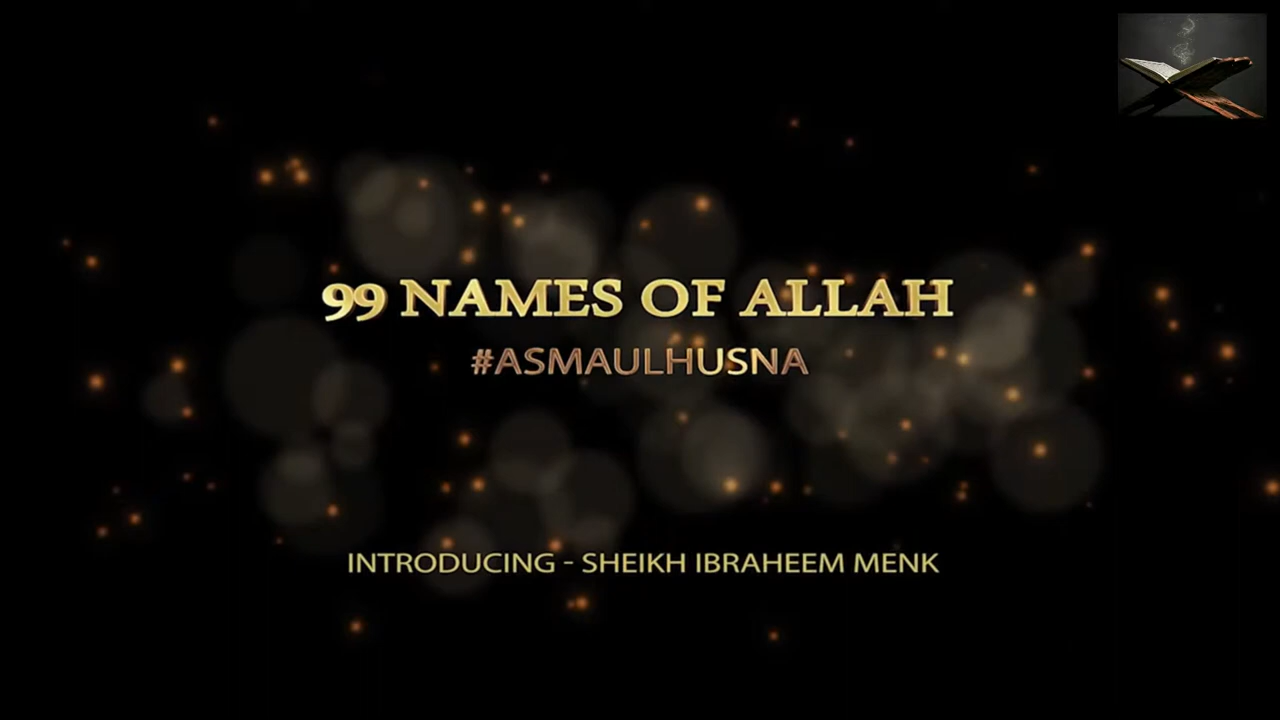 99 NAMES OF ALLAH
#ASMAULHUSNA
INTRODUCING - SHEIKH IBRAHEEM MENK